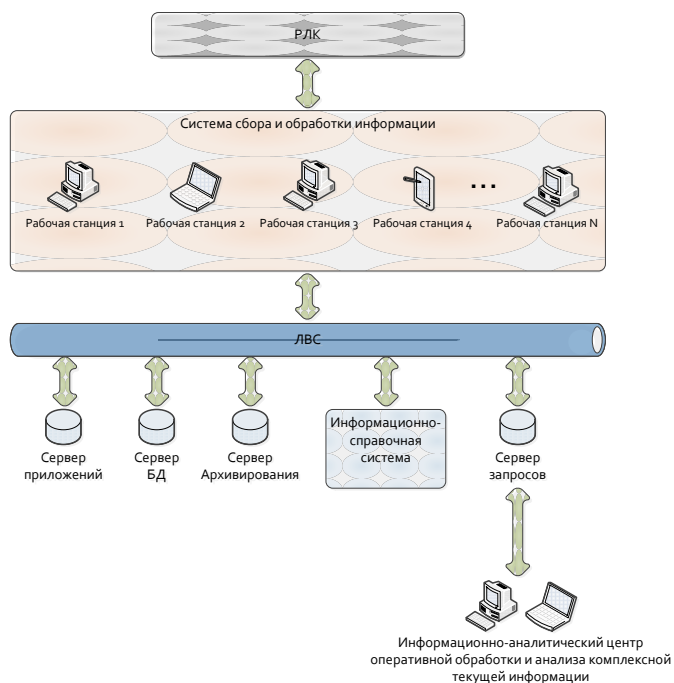 РЛК
Система сбора и обработки информации
Рабочая станция 1
Рабочая станция 2
Рабочая станция 3
Рабочая станция 4
...
Рабочая станция N
ЛВС
Сервер
приложений
Сервер
БД
Сервер
Архивирования
Информационно-
справочная
система
Сервер
запросов
Информационно-аналитический центр
оперативной обработки и анализа комплексной
текущей информации